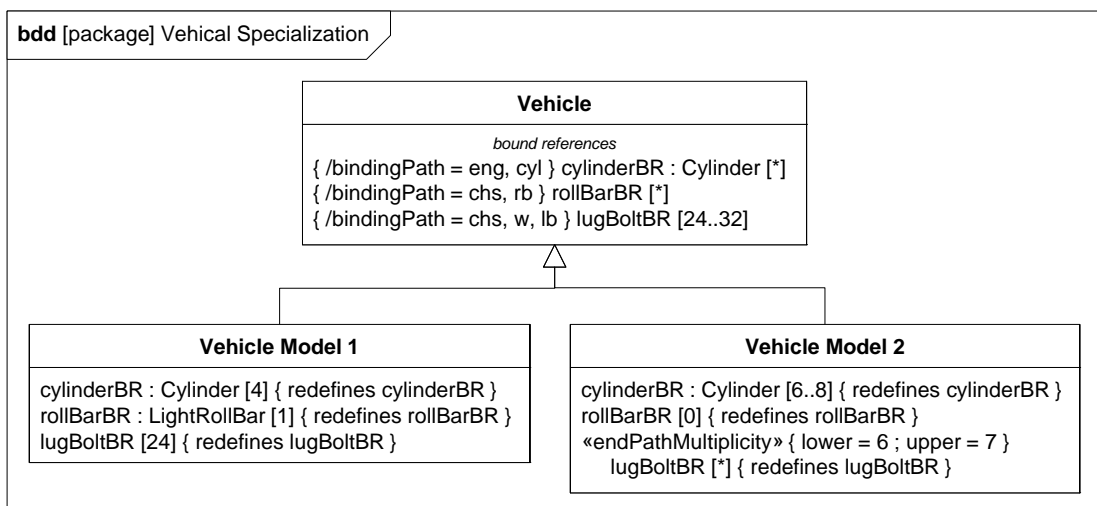 bdd [package] Vehical Specialization
Vehicle
bound references
{ /bindingPath = eng, cyl } cylinderBR : Cylinder [*]
{ /bindingPath = chs, rb } rollBarBR [*]
{ /bindingPath = chs, w, lb } lugBoltBR [24..32]
Vehicle Model 1
cylinderBR : Cylinder [4] { redefines cylinderBR }
rollBarBR : LightRollBar [1] { redefines rollBarBR }
lugBoltBR [24] { redefines lugBoltBR }
Vehicle Model 2
cylinderBR : Cylinder [6..8] { redefines cylinderBR }
rollBarBR [0] { redefines rollBarBR }
«endPathMultiplicity» { lower = 6 ; upper = 7 }
lugBoltBR [*] { redefines lugBoltBR }